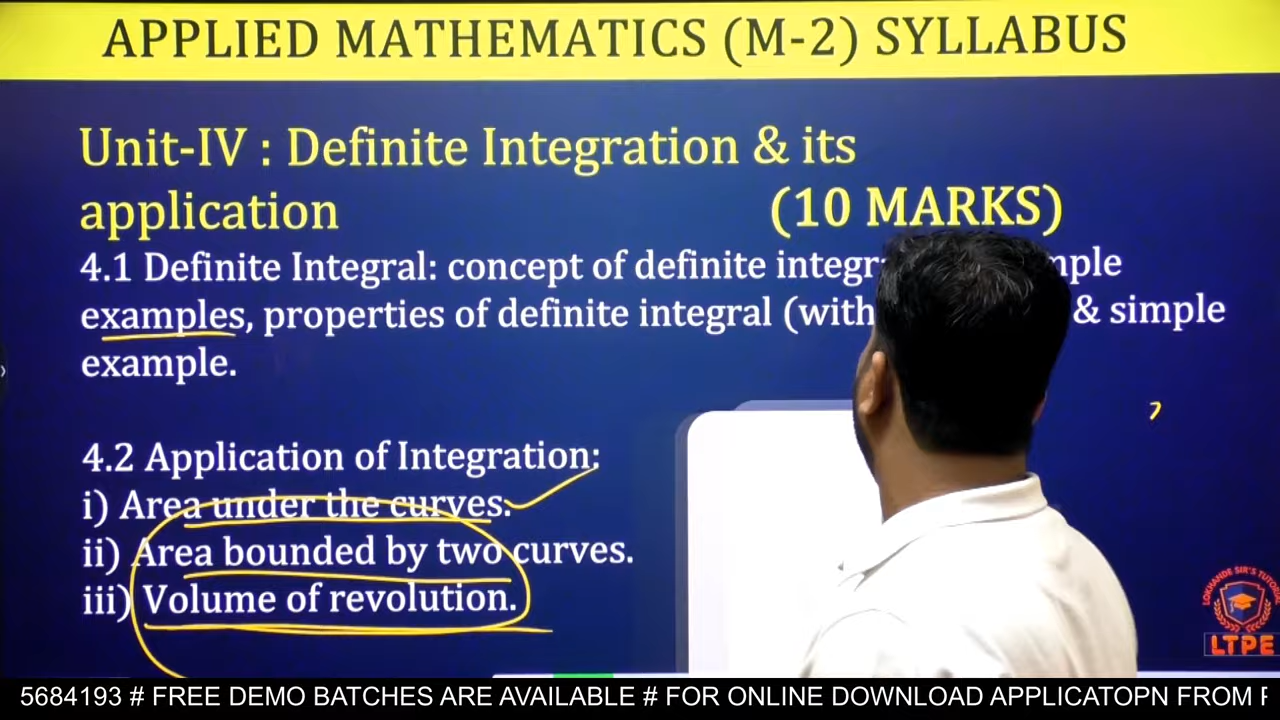 APPLIED MATHEMATICS (M-2) SYLLABUS
Unit-IV : Definite Integration & its
application (10 MARKS)
4.1 Definite Integral: concept of definite
examples, properties of definite integral (with & simple
example.
4.2 Application of Integration:
i) Area under the curves.
ii) Area bounded by two curves.
iii) Volume of revolution.
LOKHANDE SIR'S
LTPE
5684193 # FREE DEMO BATCHES ARE AVAILABLE # FOR ONLINE DOWNLOAD APPLICATOPN FROM